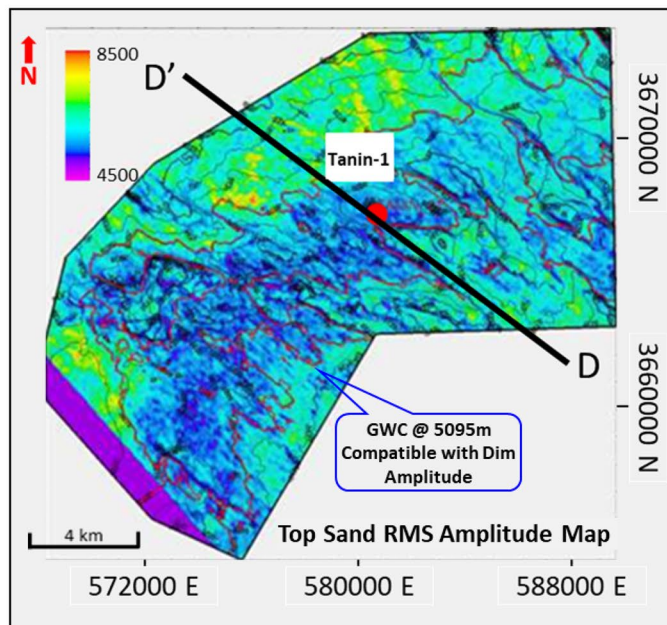 8500
4500
N
D'
Tanin-1
D
GWC @ 5095m
Compatible with Dim
Amplitude
4 km
Top Sand RMS Amplitude Map
3670000 N
3660000 N
572000 E
580000 E
588000 E